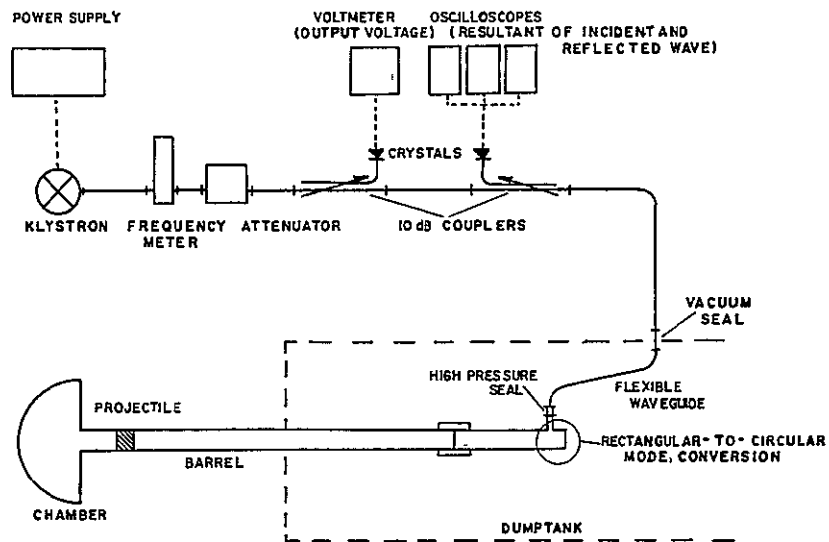 POWER SUPPLY
VOLTMETER
(OUTPUT VOLTAGE)
OSCILLOSCOPES
(RESULTANT OF INCIDENT AND
REFLECTED WAVE)
CRYSTALS
KLYSTRON
FREQUENCY
METER
ATTENUATOR
10 dB COUPLERS
VACUUM
SEAL
HIGH PRESSURE
SEAL
FLEXIBLE
WAVEGUIDE
PROJECTILE
BARREL
RECTANGULAR-TO-CIRCULAR
MODE, CONVERSION
CHAMBER
DUMPTANK